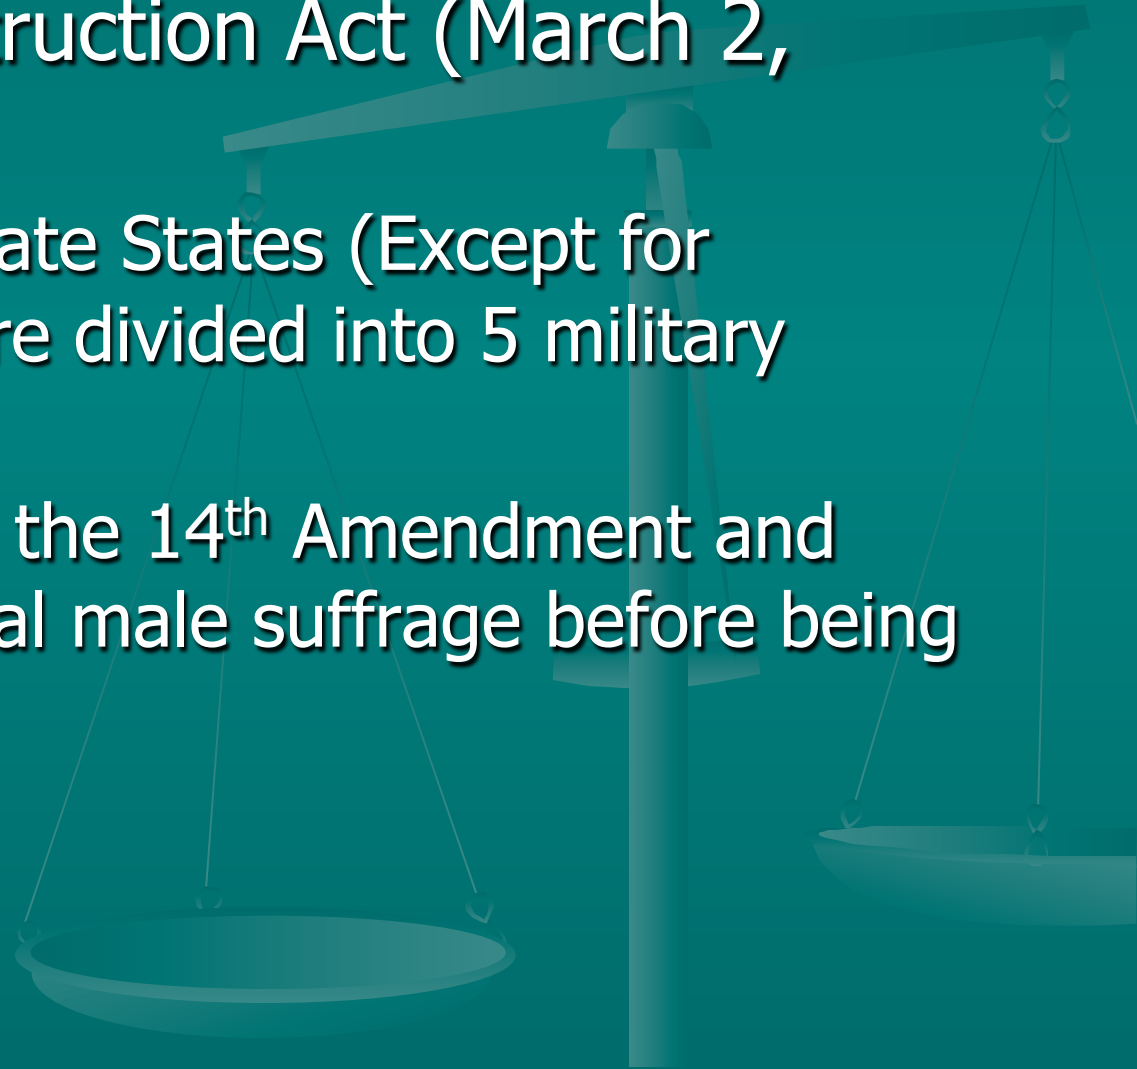 ruction Act (March 2,
ate States (Except for
re divided into 5 military
the 14th Amendment and
al male suffrage before being